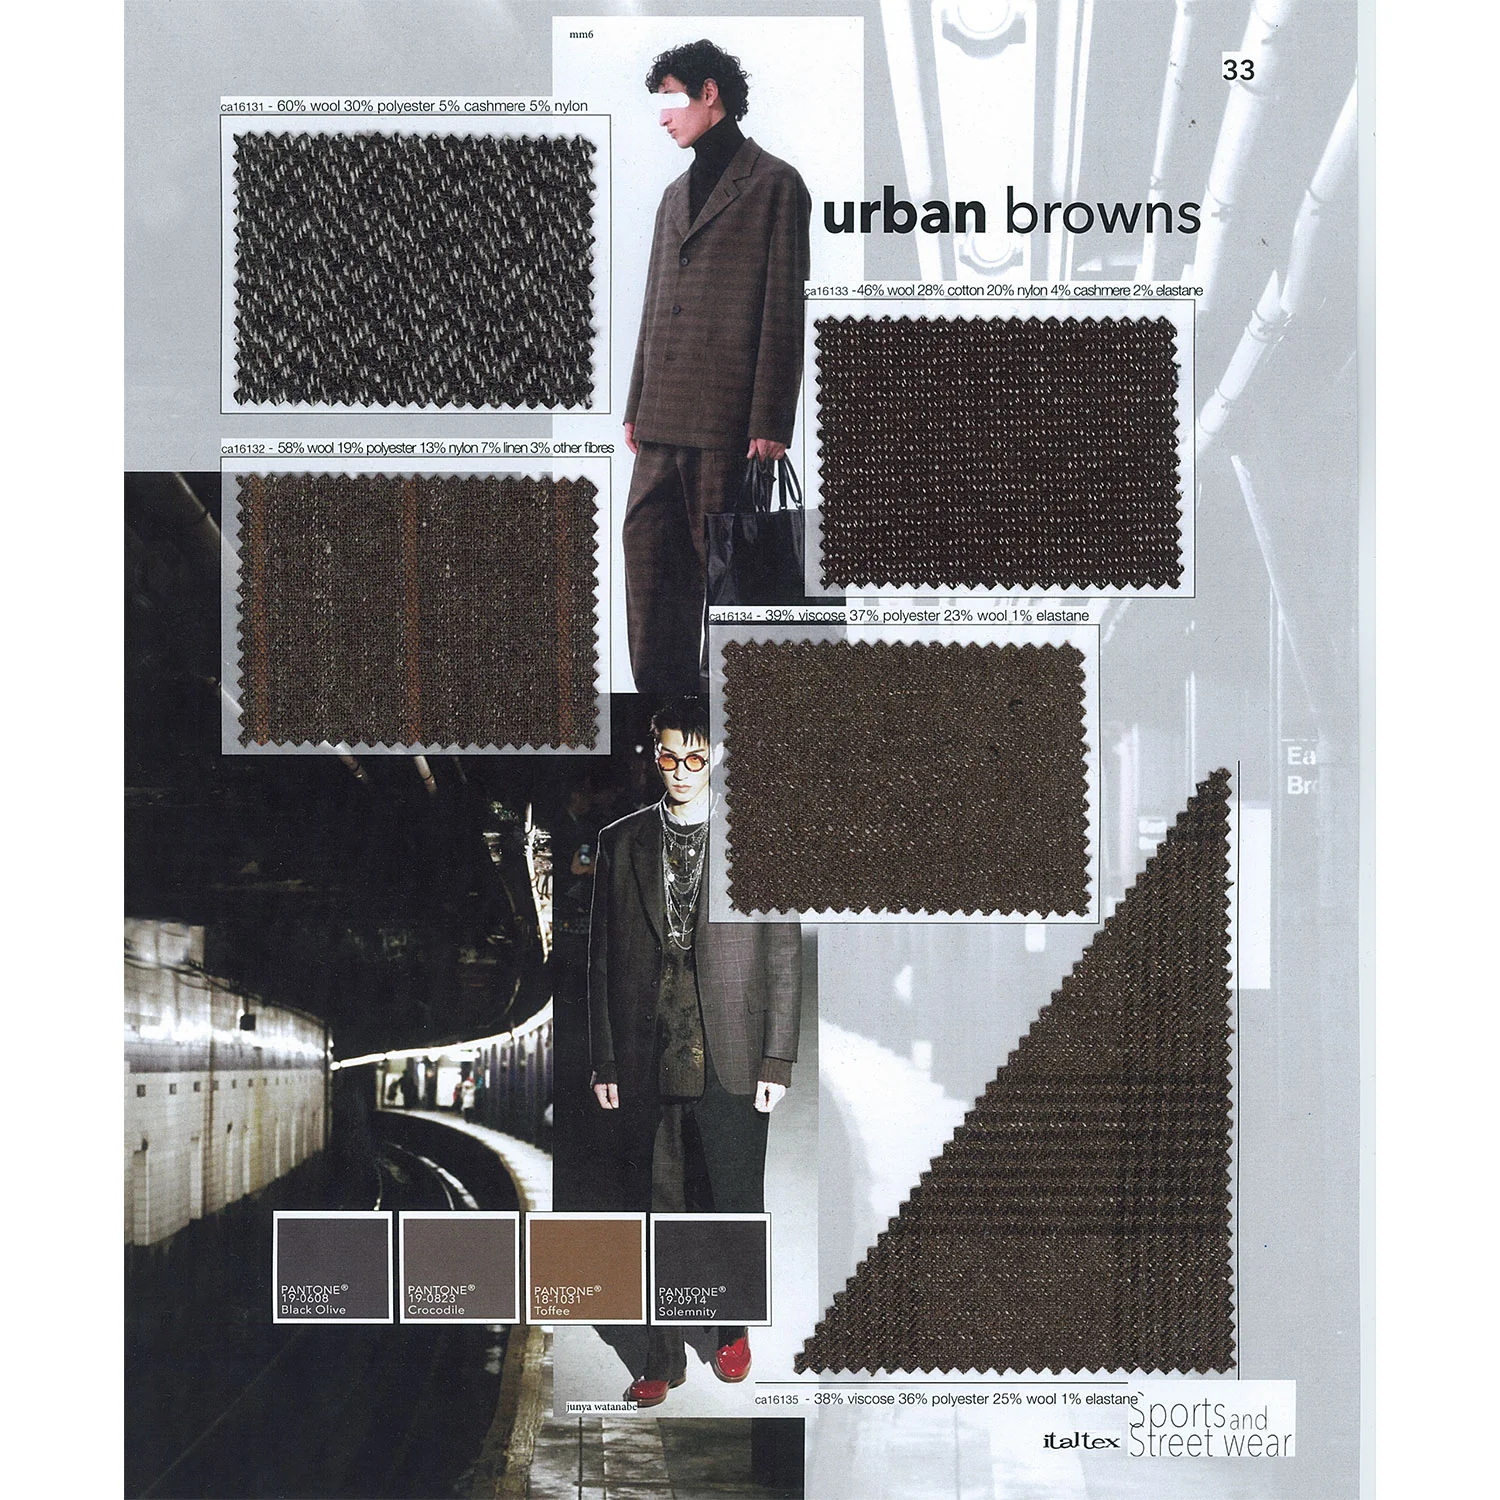 mm6
33
ca16131 - 60% wool 30% polyester 5% cashmere 5% nylon
urban browns
ca16133 -46% wool 28% cotton 20% nylon 4% cashmere 2% elastane
ca16132 - 58% wool 19% polyester 13% nylon 7% linen 3% other fibres
ca16134 - 39% viscose 37% polyester 23% wool 1% elastane
Ea
Bro
PANTONE®
19-0608
Black Olive
PANTONE®
19-0823
Crocodile
PANTONE®
18-1031
Toffee
PANTONE®
19-0914
Solemnity
junya watanabe
ca16135 - 38% viscose 36% polyester 25% wool 1% elastane`
italtex
Sports and
Street wear